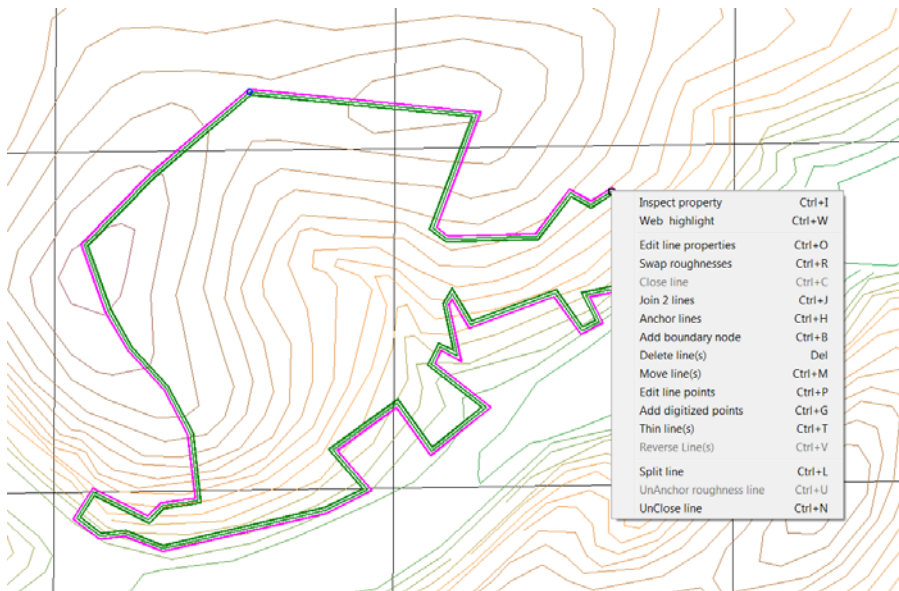 Inspect property Ctrl+I
Web highlight Ctrl+W
Edit line properties Ctrl+O
Swap roughnesses Ctrl+R
Close line Ctrl+C
Join 2 lines Ctrl+J
Anchor lines Ctrl+H
Add boundary node Ctrl+B
Delete line(s) Del
Move line(s) Ctrl+M
Edit line points Ctrl+P
Add digitized points Ctrl+G
Thin line(s) Ctrl+T
Reverse Line(s) Ctrl+V
Split line Ctrl+L
UnAnchor roughness line Ctrl+U
UnClose line Ctrl+N